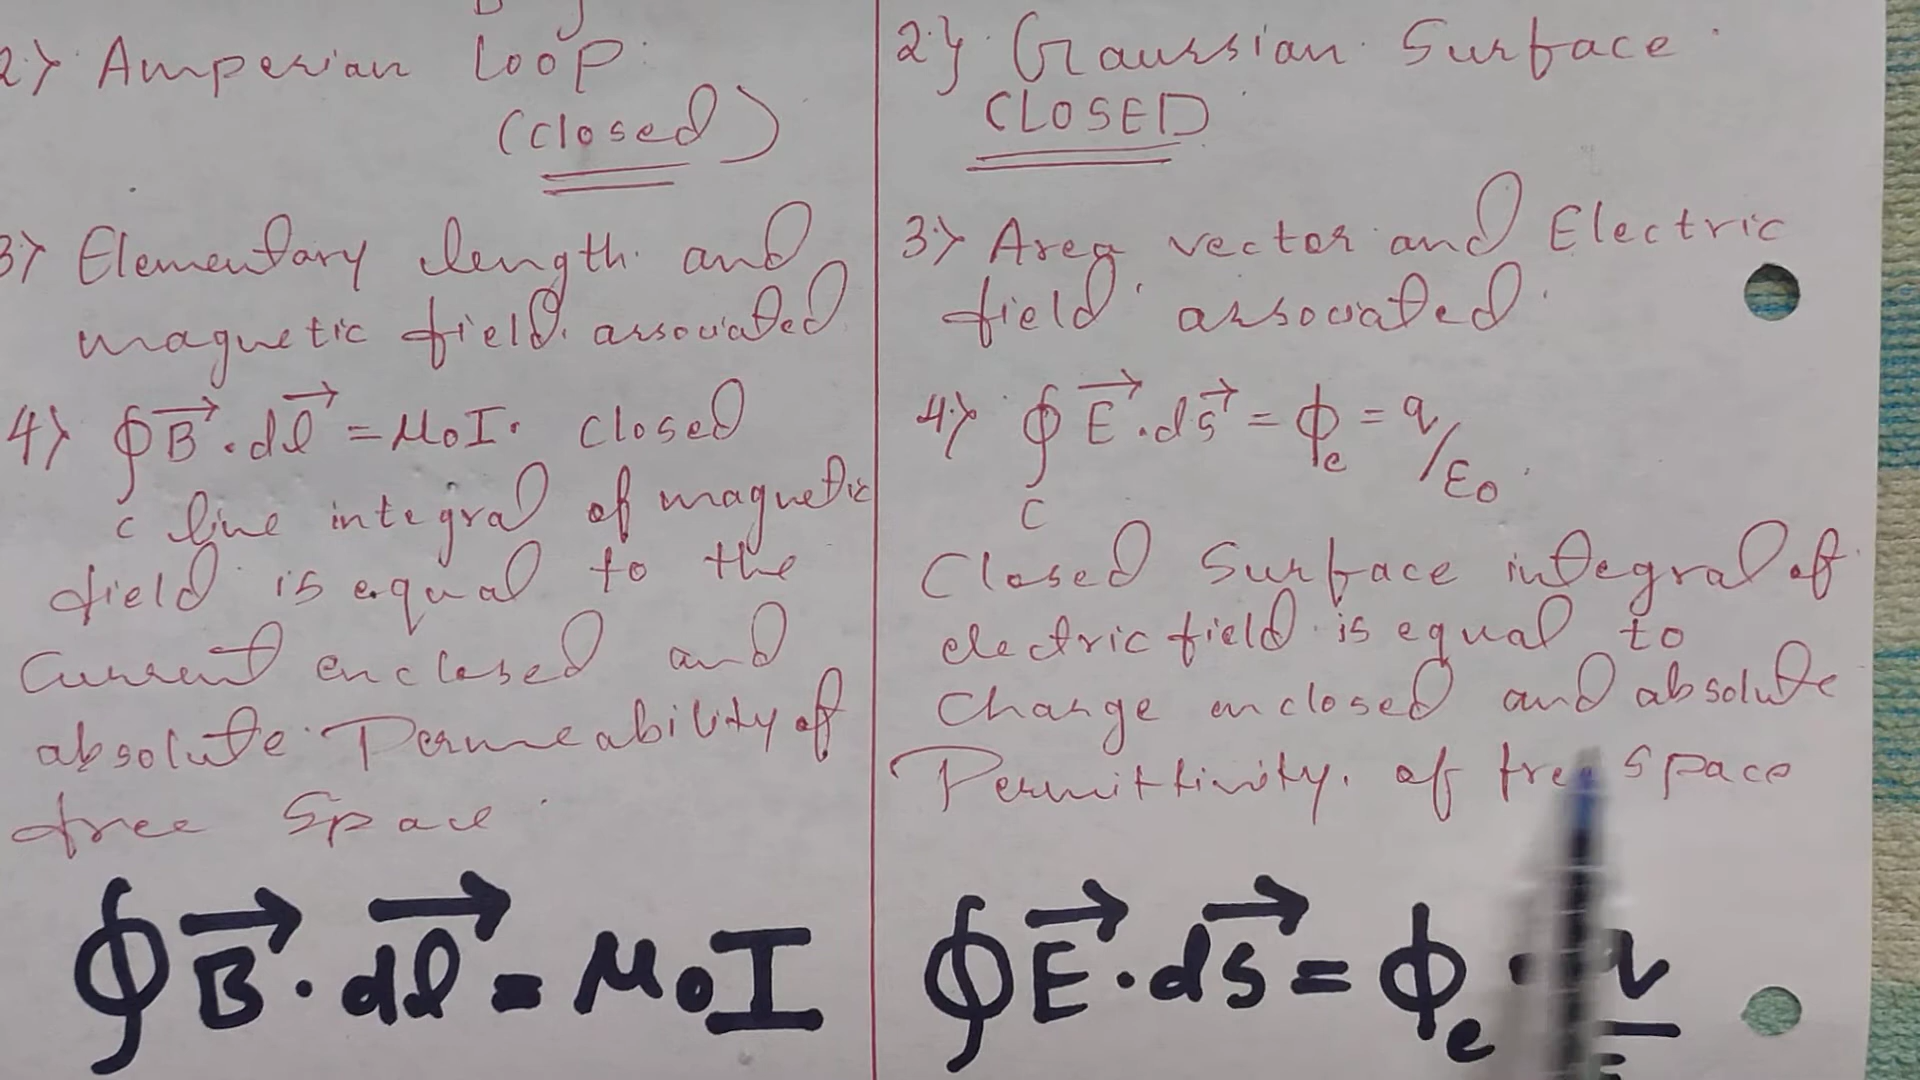 2) Amperian Loop
(closed)
3) Elementary length and
magnetic field associated
4) ∮ B⃗ . dl⃗ = μ₀I. closed
c line integral of magnetic
field is equal to the
Current enclosed and
absolute Permeability of
free Space
∮ B⃗ . dl⃗ = μ₀I
2) Gaussian Surface
CLOSED
3) Area vector and Electric
field associated
4) ∮ E⃗ . ds⃗ = ϕe = q/ε₀
C
Closed Surface integral of
electric field is equal to
Charge enclosed and absolute
Permittivity. of free space
∮ E⃗ . ds⃗ = ϕe q